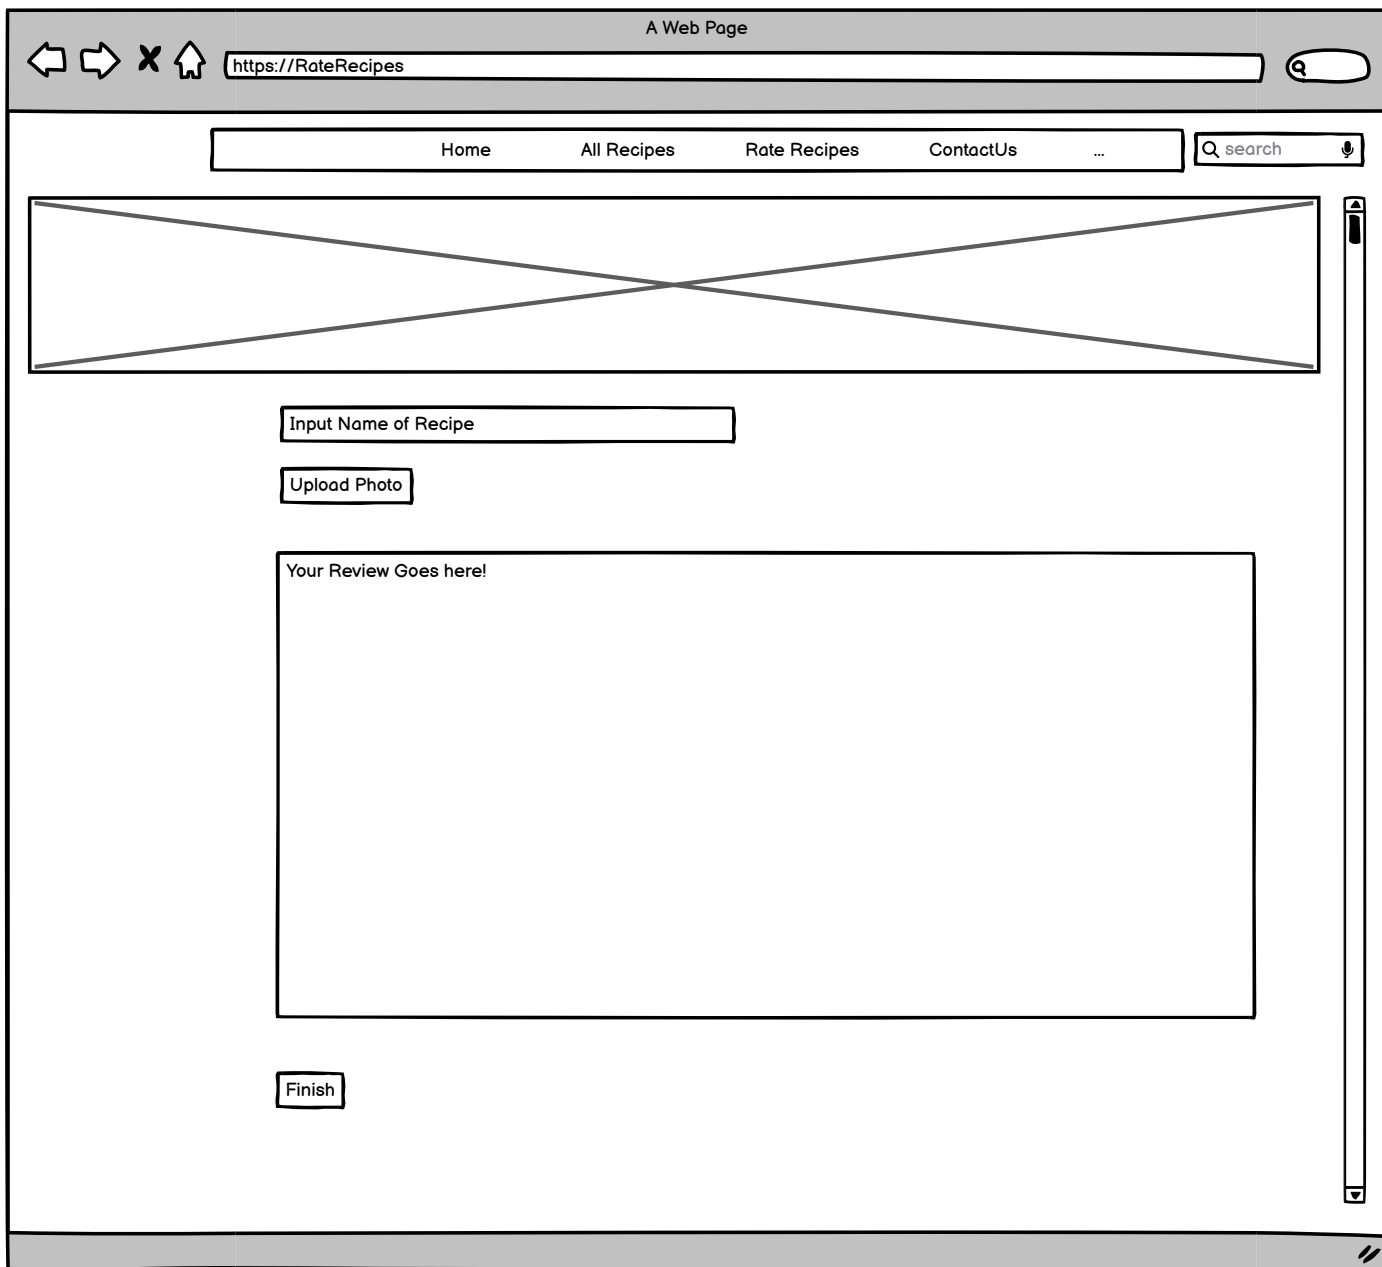 A Web Page
https://RateRecipes
Home All Recipes Rate Recipes ContactUs ... search
Input Name of Recipe
Upload Photo
Your Review Goes here!
Finish